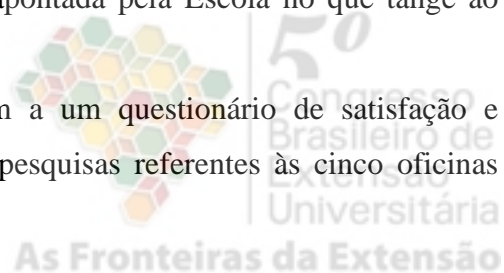 apontada pela Escola no que tange ao
m a um questionário de satisfação e
pesquisas referentes às cinco oficinas
5º
Congresso
Brasileiro de
Extensão
Universitária
As Fronteiras da Extensão